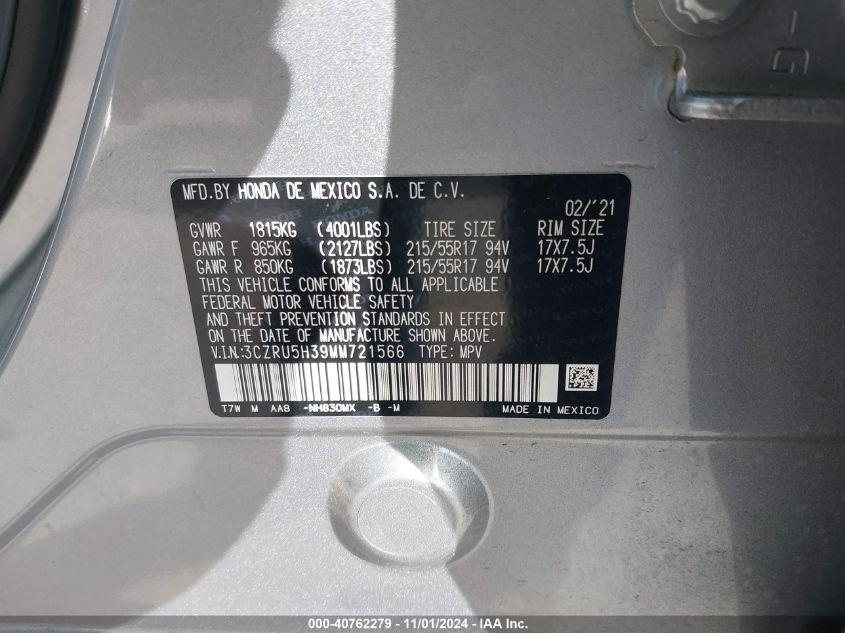 MFD.BY HONDA DE MEXICO S.A. DE C.V.
02/'21
GVWR 1815KG (4001LBS) TIRE SIZE RIM SIZE
GAWR F 965KG (2127LBS) 215/55R17 94V 17X7.5J
GAWR R 850KG (1873LBS) 215/55R17 94V 17X7.5J
THIS VEHICLE CONFORMS TO ALL APPLICABLE
FEDERAL MOTOR VEHICLE SAFETY
AND THEFT PREVENTION STANDARDS IN EFFECT
ON THE DATE OF MANUFACTURE SHOWN ABOVE.
V.I.N:3CZRU5H39MM721566 TYPE: MPV
T7W M AA8 -NH830MX -B -M MADE IN MEXICO
000-40762279 - 11/01/2024 - IAA Inc.